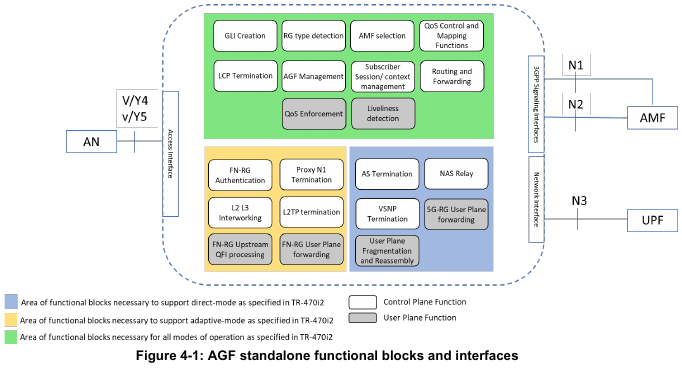 GLI Creation
RG type detection
AMF selection
QoS Control and
Mapping
Functions
LCP Termination
AGF Management
Subscriber
Session/ context
management
Routing and
Forwarding
QoS Enforcement
Liveliness
detection
V/Y4
v/Y5
AN
Access Interface
3GPP Signaling Interfaces
N1
N2
AMF
Network Interface
N3
UPF
FN-RG
Authentication
Proxy N1
Termination
L2 L3
Interworking
L2TP termination
FN-RG Upstream
QFI processing
FN-RG User Plane
forwarding
AS Termination
NAS Relay
VSNP
Termination
5G-RG User Plane
forwarding
User Plane
Fragmentation
and Reassembly
Area of functional blocks necessary to support direct-mode as specified in TR-470i2
Area of functional blocks necessary to support adaptive-mode as specified in TR-470i2
Area of functional blocks necessary for all modes of operation as specified in TR-470i2
Control Plane Function
User Plane Function
Figure 4-1: AGF standalone functional blocks and interfaces